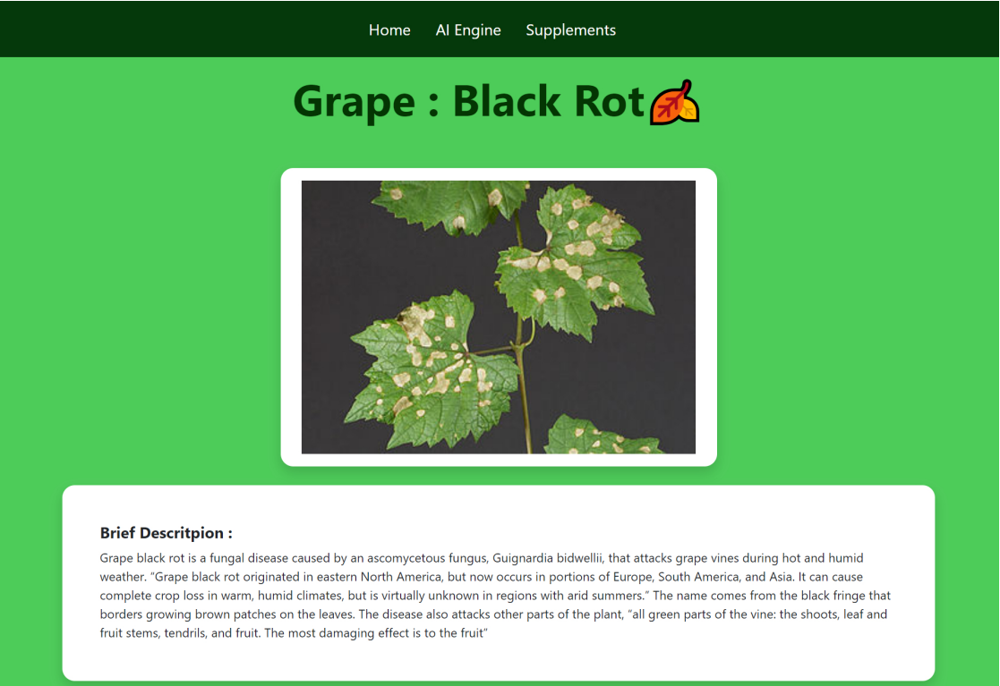 Home AI Engine Supplements
Grape : Black Rot
Brief Descritpion :
Grape black rot is a fungal disease caused by an ascomycetous fungus, Guignardia bidwellii, that attacks grape vines during hot and humid
weather. “Grape black rot originated in eastern North America, but now occurs in portions of Europe, South America, and Asia. It can cause
complete crop loss in warm, humid climates, but is virtually unknown in regions with arid summers.” The name comes from the black fringe that
borders growing brown patches on the leaves. The disease also attacks other parts of the plant, “all green parts of the vine: the shoots, leaf and
fruit stems, tendrils, and fruit. The most damaging effect is to the fruit”